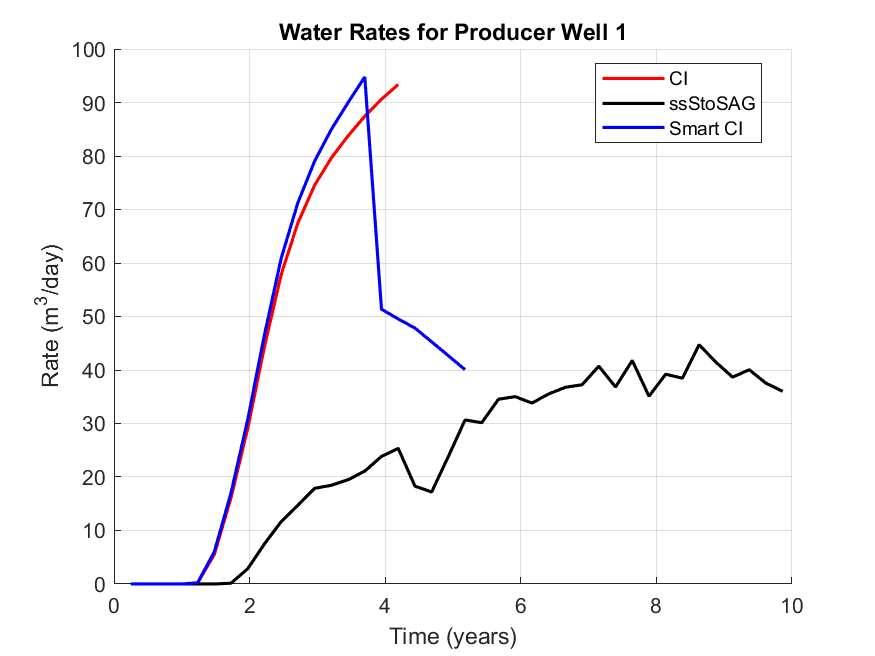 Water Rates for Producer Well 1
CI
ssStoSAG
Smart CI
100
90
80
70
60
50
40
30
20
10
0
Rate (m³/day)
0 2 4 6 8 10
Time (years)